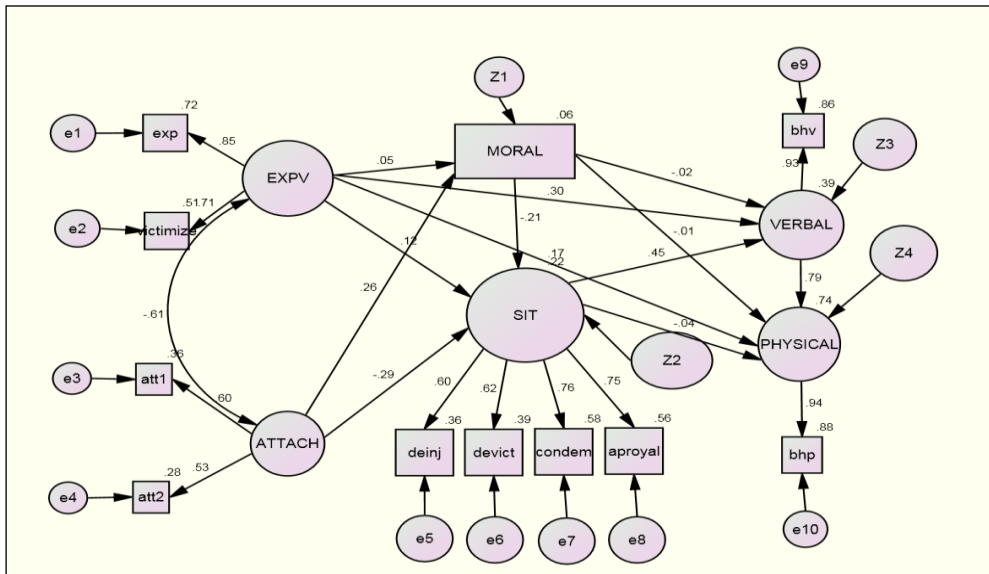 e9
Z1
.86
.72
.06
e1
exp
bhv
Z3
.85
MORAL
.93
EXPV
.05
-.02
.39
.30
.51
.71
VERBAL
e2
victimize
-.21
-.01
.17
.22
.45
Z4
.12
.79
.26
.74
-.61
SIT
-.04
PHYSICAL
.36
Z2
e3
att1
-.29
.60
.60
.62
.76
.75
.94
.36
.39
.58
.56
.88
ATTACH
deinj
devict
condem
aproyal
bhp
.28
.53
e4
att2
e5
e6
e7
e8
e10